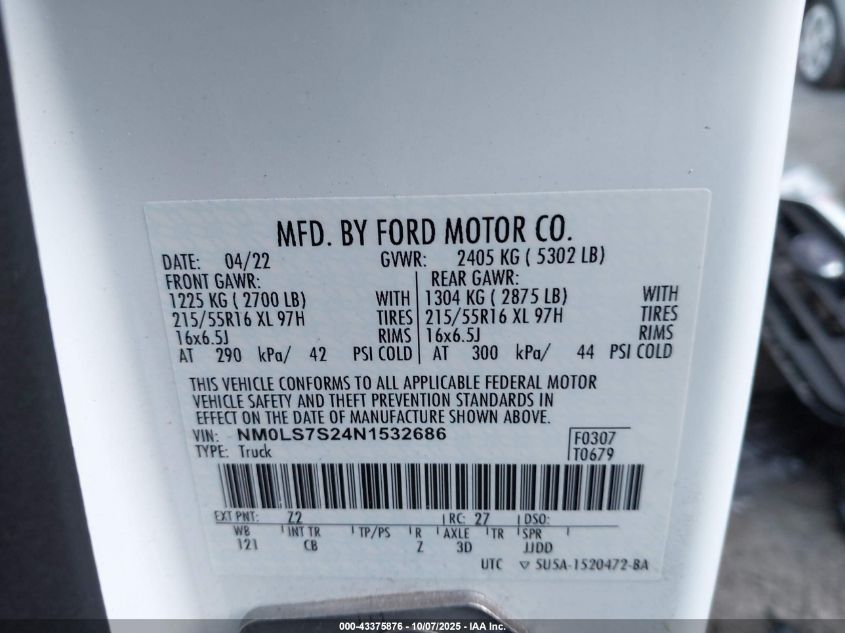 MFD. BY FORD MOTOR CO.
DATE: 04/22 GVWR: 2405 KG ( 5302 LB)
FRONT GAWR: REAR GAWR:
1225 KG ( 2700 LB) WITH 1304 KG ( 2875 LB) WITH
215/55R16 XL 97H TIRES 215/55R16 XL 97H TIRES
16x6.5J RIMS 16x6.5J RIMS
AT 290 kPa/ 42 PSI COLD AT 300 kPa/ 44 PSI COLD
THIS VEHICLE CONFORMS TO ALL APPLICABLE FEDERAL MOTOR
VEHICLE SAFETY AND THEFT PREVENTION STANDARDS IN
EFFECT ON THE DATE OF MANUFACTURE SHOWN ABOVE.
VIN: NM0LS7S24N1532686 F0307
TYPE: Truck T0679
EXT PNT: Z2 RC: 27 DSO:
WB INT TR TP/PS R AXLE TR SPR
121 CB Z 3D JJDD
UTC ▽ 5U5A-1520472-BA
000-43375876 - 10/07/2025 - IAA Inc.